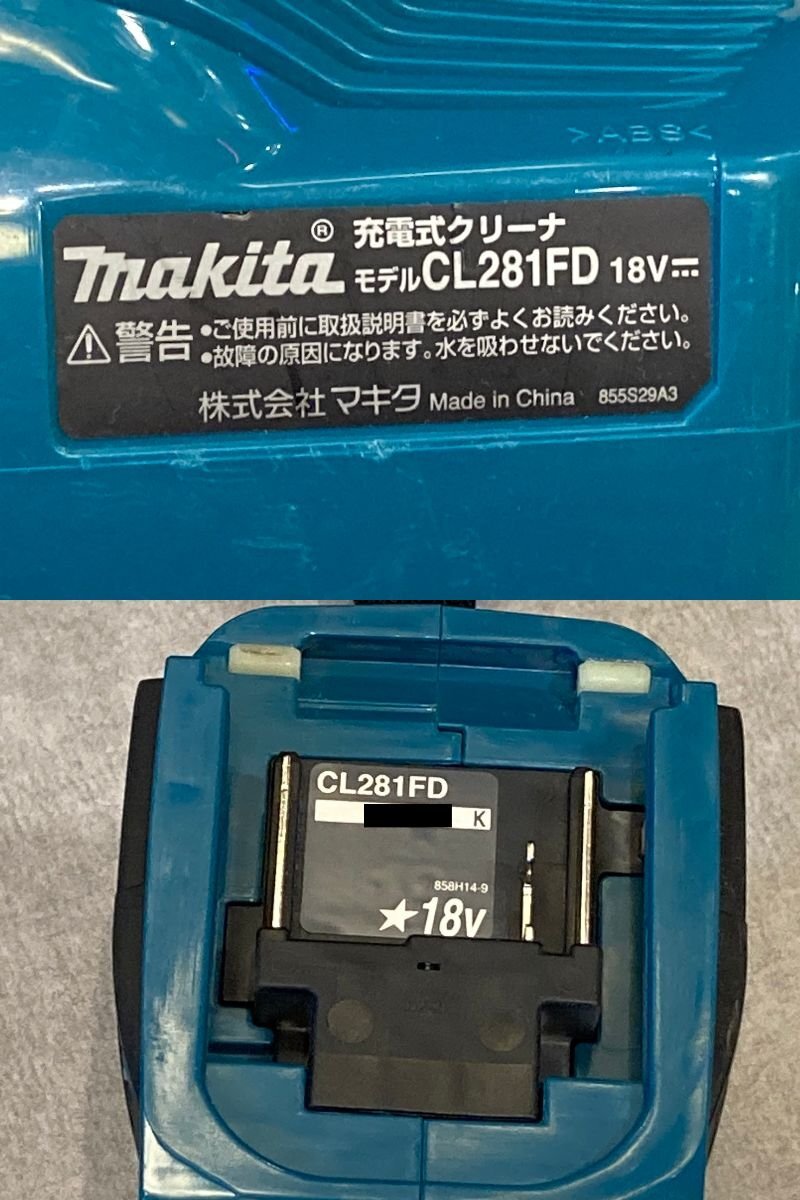 >ABS<
makita® 充電式クリーナ
モデルCL281FD 18V⎓
⚠警告 •ご使用前に取扱説明書を必ずよくお読みください。
•故障の原因になります。水を吸わせないでください。
株式会社マキタ Made in China 855S29A3
CL281FD
K
858H14-9
★18V